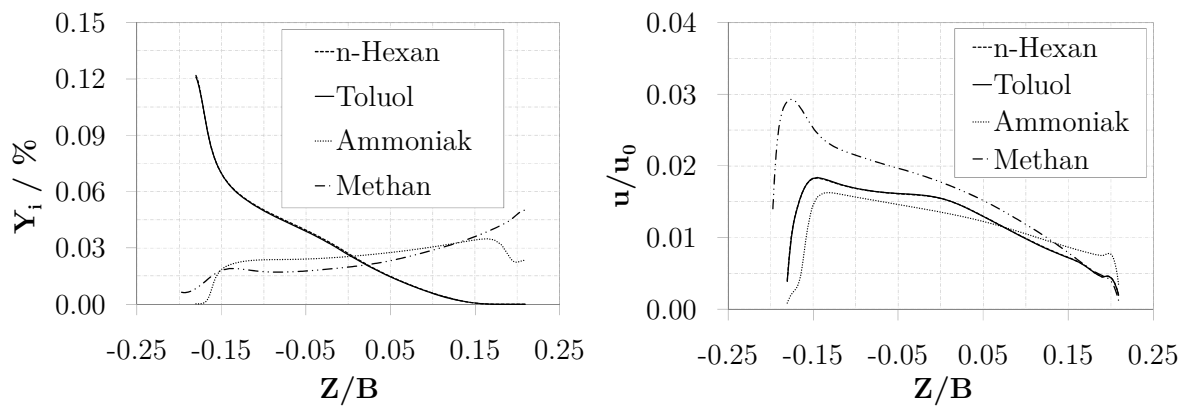 0.15
0.12
0.09
0.06
0.03
0.00
Y_i / %
n-Hexan
Toluol
Ammoniak
Methan
-0.25 -0.15 -0.05 0.05 0.15 0.25
Z/B
0.04
0.03
0.02
0.01
0.00
u/u_0
n-Hexan
Toluol
Ammoniak
Methan
-0.25 -0.15 -0.05 0.05 0.15 0.25
Z/B